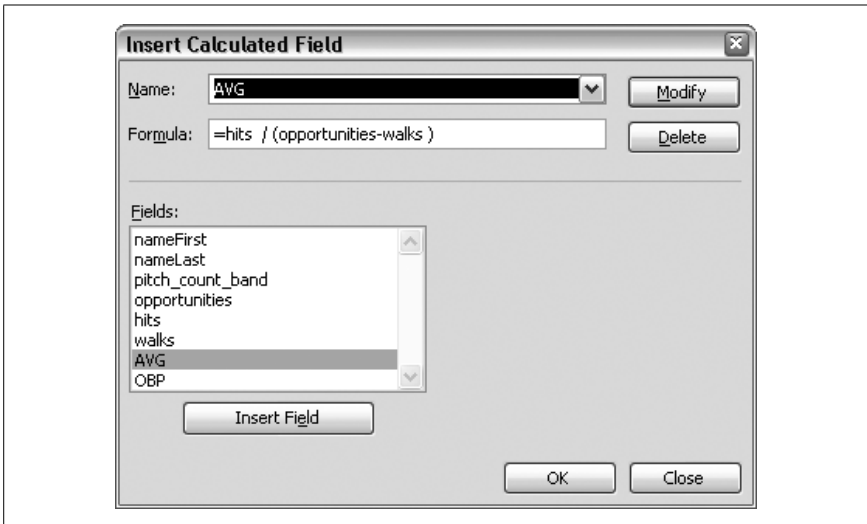 Insert Calculated Field
Name: AVG Modify
Formula: =hits / (opportunities-walks ) Delete
Fields:
nameFirst
nameLast
pitch_count_band
opportunities
hits
walks
AVG
OBP
Insert Field
OK Close